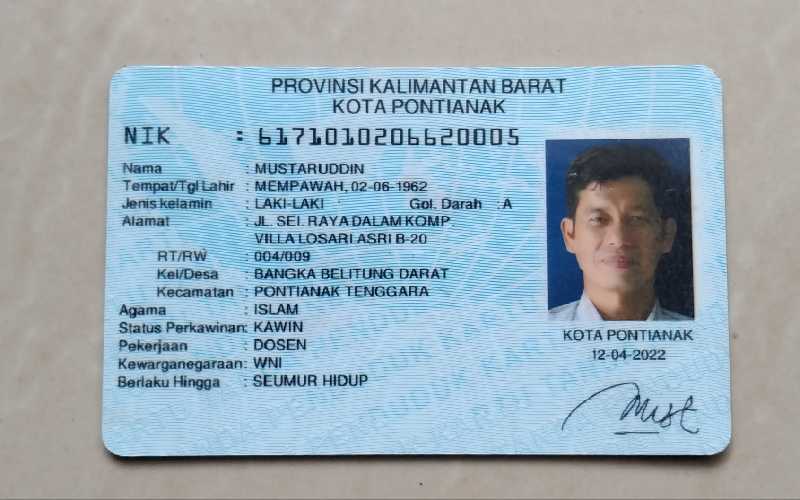 PROVINSI KALIMANTAN BARAT
KOTA PONTIANAK
NIK : 6171010206620005
Nama : MUSTARUDDIN
Tempat/Tgl Lahir : MEMPAWAH, 02-06-1962
Jenis kelamin : LAKI-LAKI Gol. Darah : A
Alamat : JL. SEI. RAYA DALAM KOMP.
VILLA LOSARI ASRI B-20
RT/RW : 004/009
Kel/Desa : BANGKA BELITUNG DARAT
Kecamatan : PONTIANAK TENGGARA
Agama : ISLAM
Status Perkawinan: KAWIN
Pekerjaan : DOSEN
Kewarganegaraan: WNI
Berlaku Hingga : SEUMUR HIDUP
KOTA PONTIANAK
12-04-2022